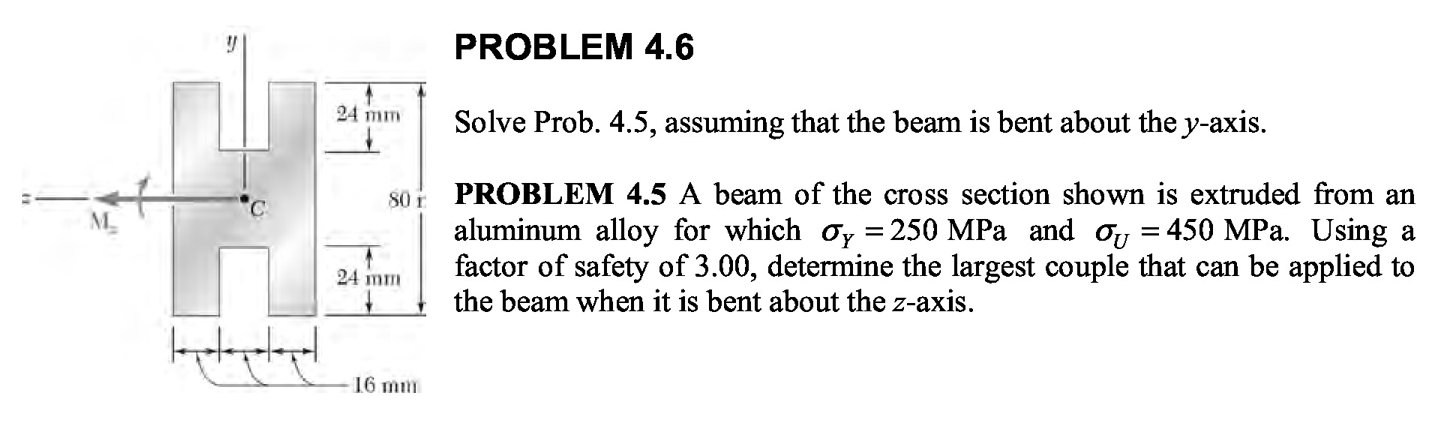 PROBLEM 4.6
Solve Prob. 4.5, assuming that the beam is bent about the y-axis.
PROBLEM 4.5 A beam of the cross section shown is extruded from an
aluminum alloy for which σY = 250 MPa and σU = 450 MPa. Using a
factor of safety of 3.00, determine the largest couple that can be applied to
the beam when it is bent about the z-axis.
y
24 mm
C
80
Mz
24 mm
16 mm